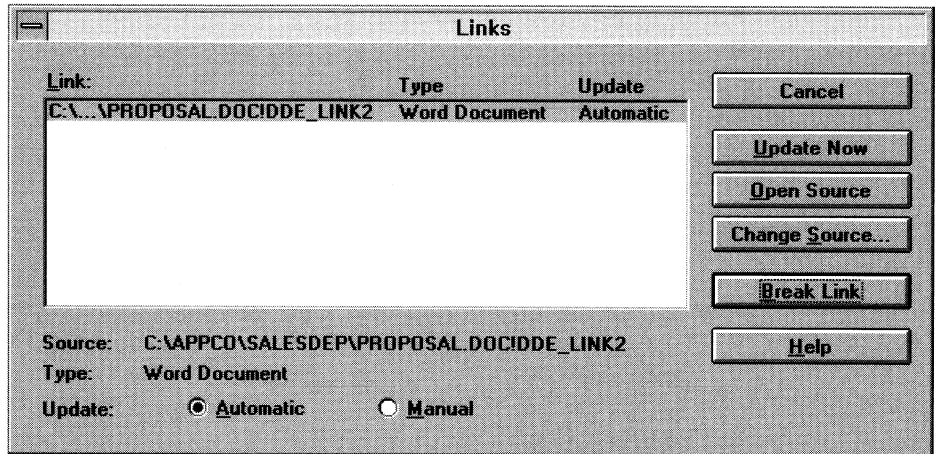 Links
Link: Type Update
C:\...\PROPOSAL.DOC!DDE_LINK2 Word Document Automatic
Cancel
Update Now
Open Source
Change Source...
Break Link
Help
Source: C:\APPCO\SALESDEP\PROPOSAL.DOC!DDE_LINK2
Type: Word Document
Update: Automatic Manual